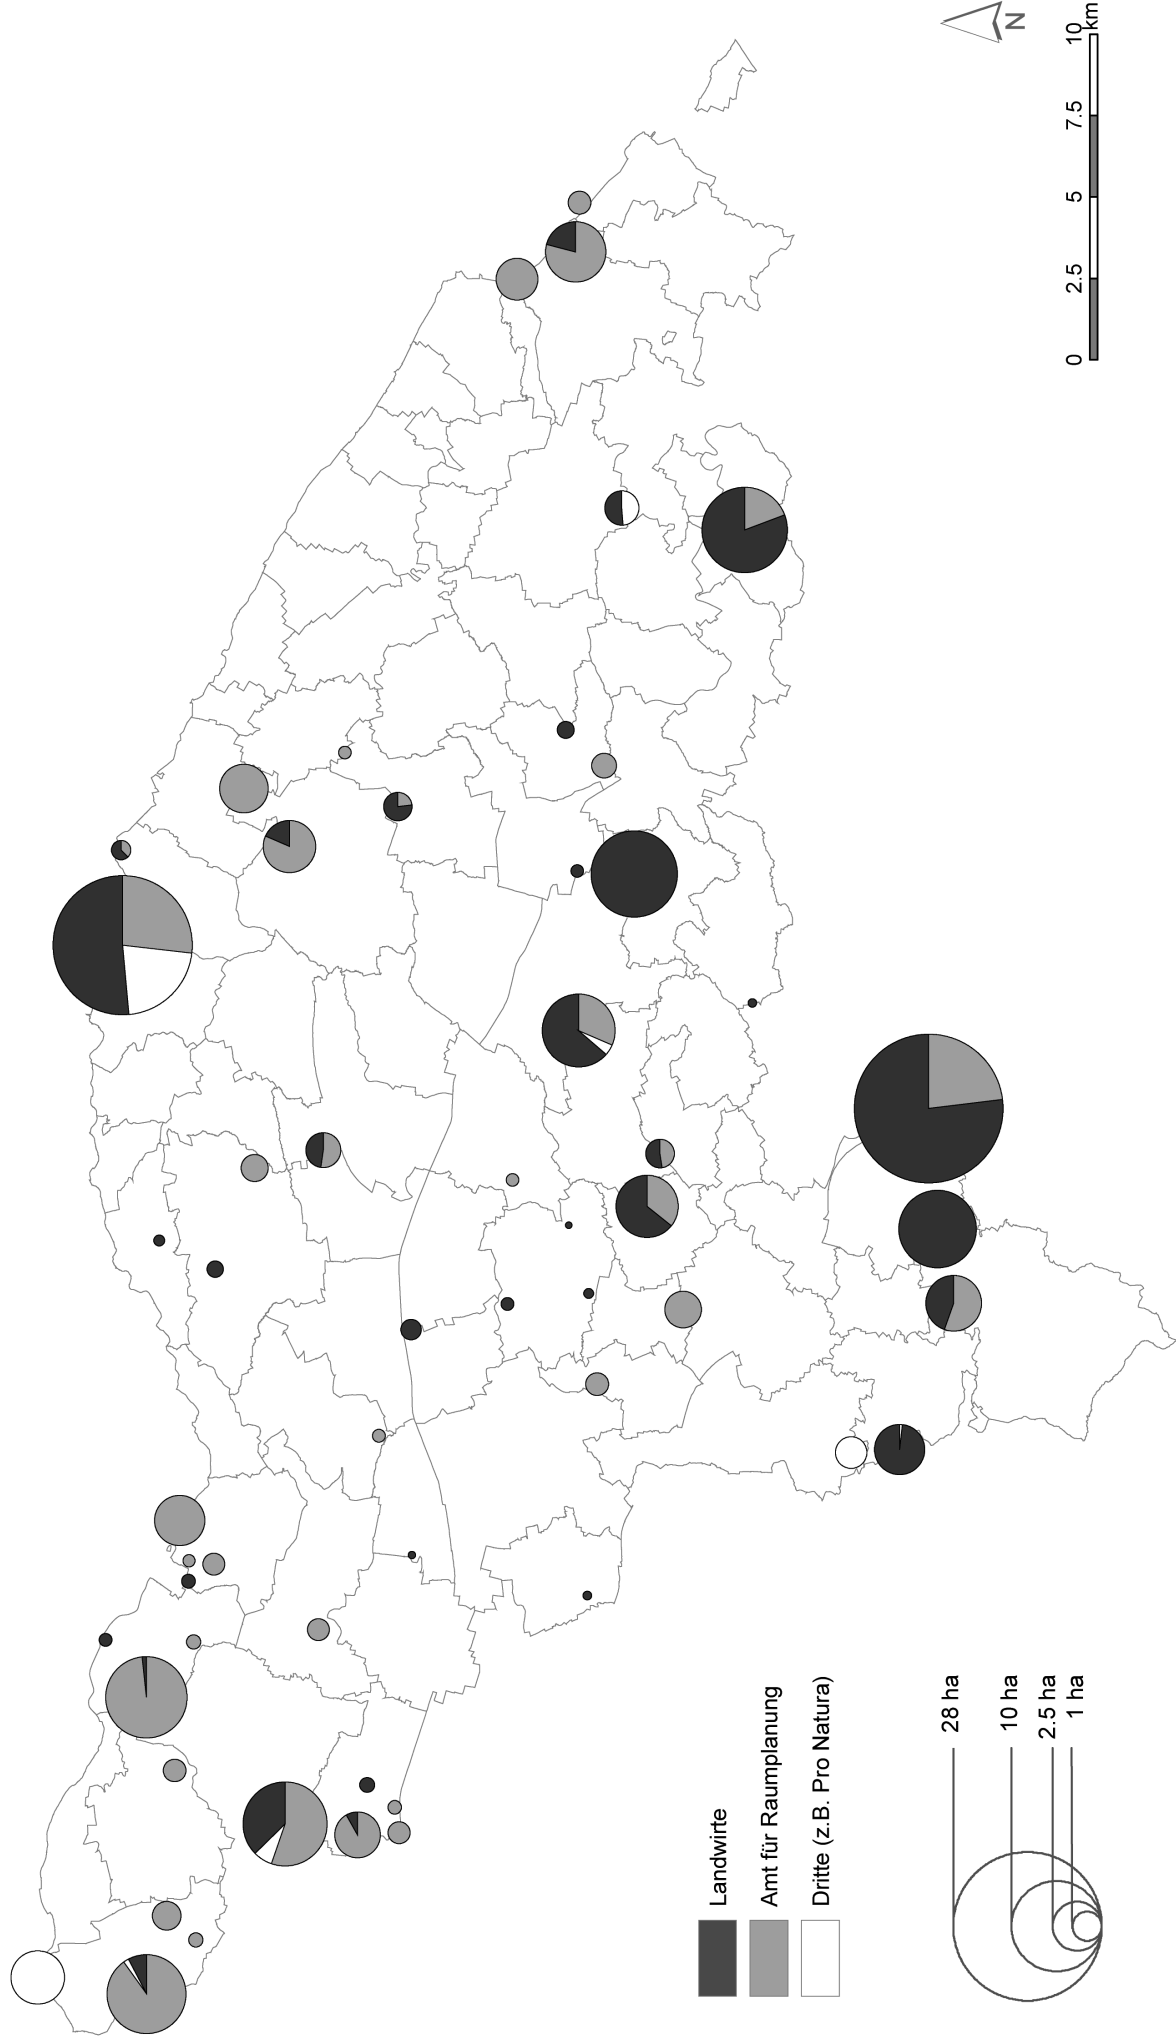 N
0 2.5 5 7.5 10
km
Landwirte
Amt für Raumplanung
Dritte (z.B. Pro Natura)
28 ha
10 ha
2.5 ha
1 ha